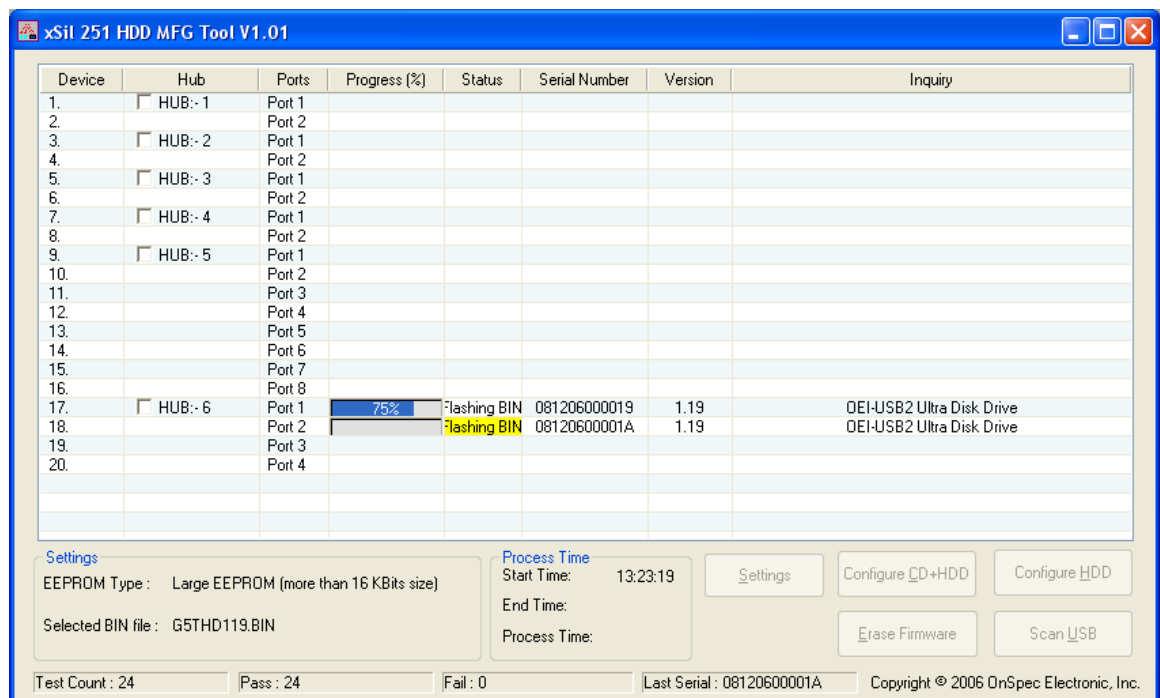 xSil 251 HDD MFG Tool V1.01
Device Hub Ports Progress (%) Status Serial Number Version Inquiry
1. HUB:- 1 Port 1
2. Port 2
3. HUB:- 2 Port 1
4. Port 2
5. HUB:- 3 Port 1
6. Port 2
7. HUB:- 4 Port 1
8. Port 2
9. HUB:- 5 Port 1
10. Port 2
11. Port 3
12. Port 4
13. Port 5
14. Port 6
15. Port 7
16. Port 8
17. HUB:- 6 Port 1 75% Flashing BIN 081206000019 1.19 OEI-USB2 Ultra Disk Drive
18. Port 2 Flashing BIN 08120600001A 1.19 OEI-USB2 Ultra Disk Drive
19. Port 3
20. Port 4
Settings
EEPROM Type : Large EEPROM (more than 16 KBits size)
Selected BIN file : G5THD119.BIN
Process Time
Start Time: 13:23:19
End Time:
Process Time:
Settings Configure CD+HDD Configure HDD
Erase Firmware Scan USB
Test Count : 24 Pass : 24 Fail : 0 Last Serial : 08120600001A Copyright © 2006 OnSpec Electronic, Inc.